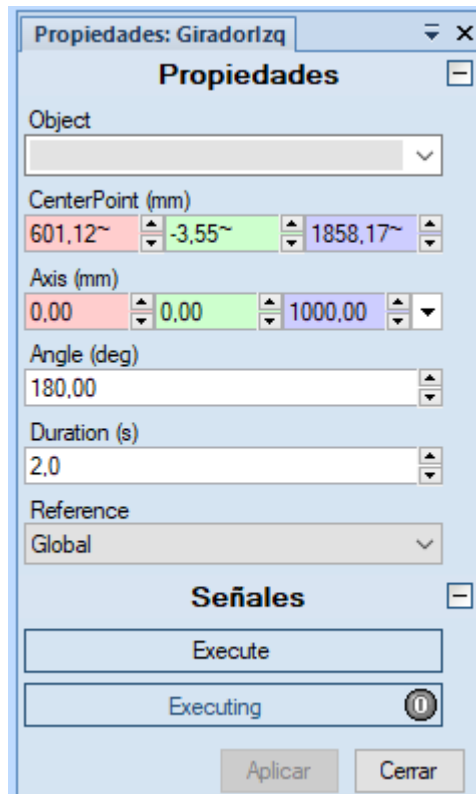 Propiedades: GiradorIzq
Propiedades
Object
CenterPoint (mm)
601,12~ -3,55~ 1858,17~
Axis (mm)
0,00 0,00 1000,00
Angle (deg)
180,00
Duration (s)
2,0
Reference
Global
Señales
Execute
Executing
Aplicar Cerrar